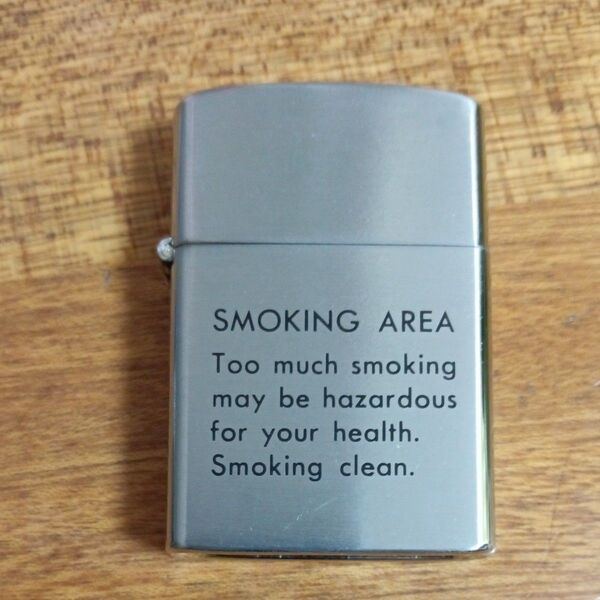 SMOKING AREA
Too much smoking
may be hazardous
for your health.
Smoking clean.